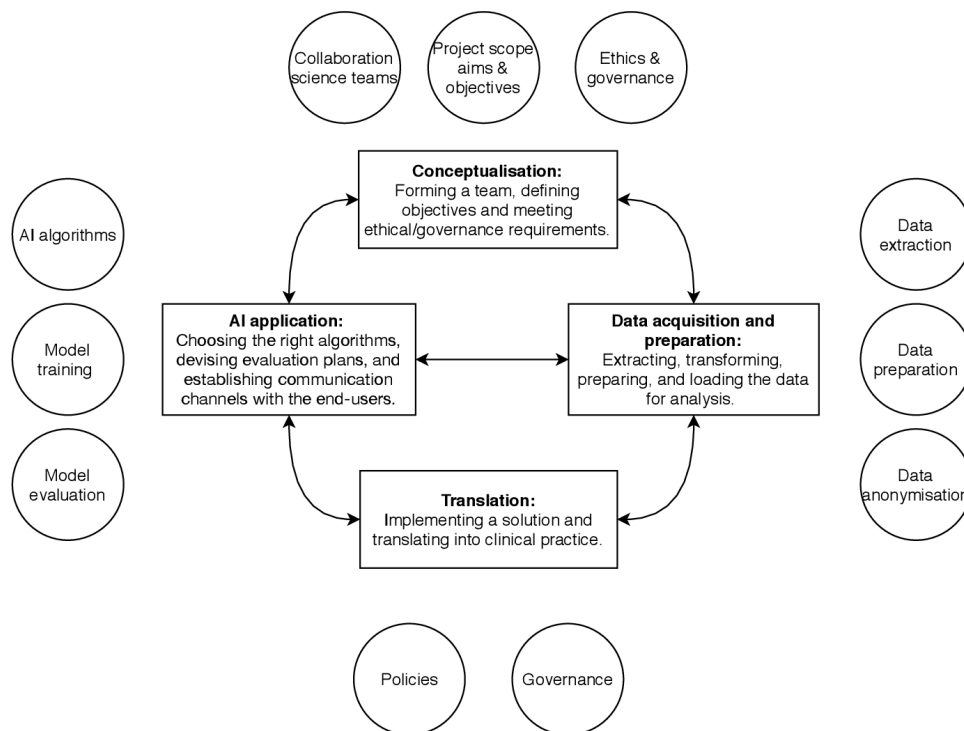 Collaboration
science teams
Project scope
aims &
objectives
Ethics &
governance
Conceptualisation:
Forming a team, defining
objectives and meeting
ethical/governance requirements.
AI algorithms
Model
training
Model
evaluation
AI application:
Choosing the right algorithms,
devising evaluation plans, and
establishing communication
channels with the end-users.
Data acquisition and
preparation:
Extracting, transforming,
preparing, and loading the data
for analysis.
Data
extraction
Data
preparation
Data
anonymisation
Translation:
Implementing a solution and
translating into clinical practice.
Policies
Governance